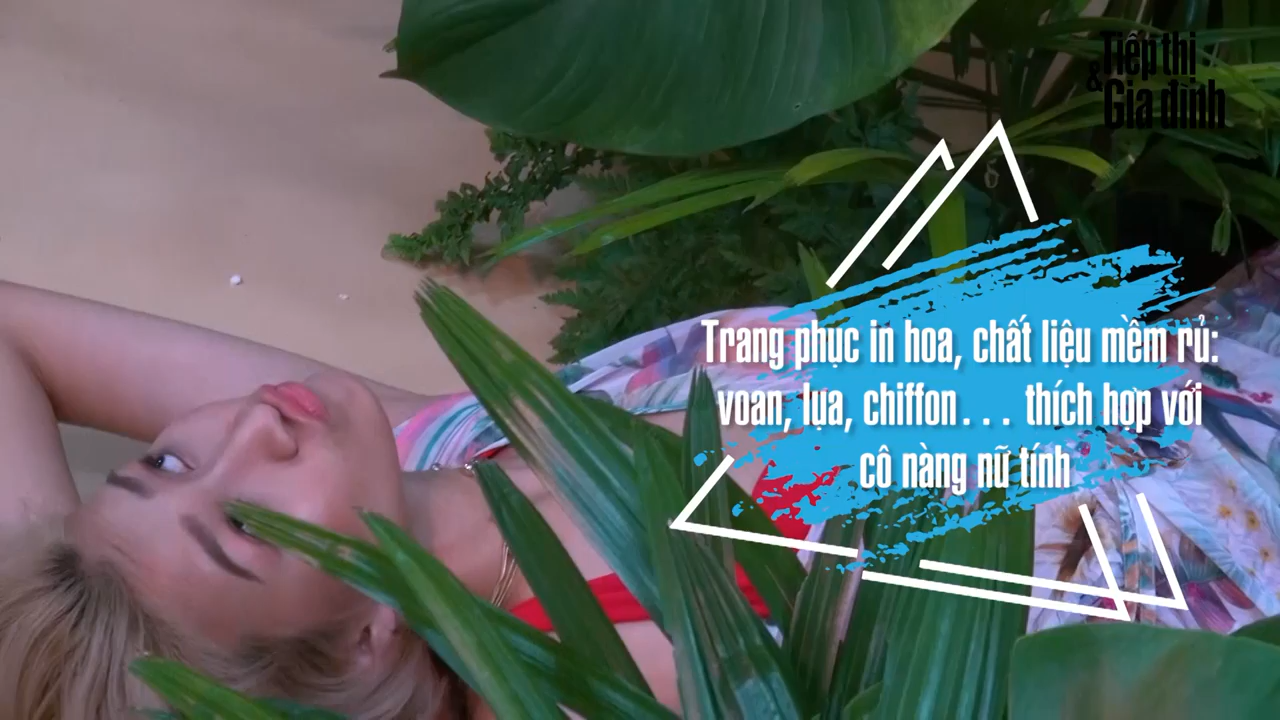 Tiếp thị
& Gia đình
Trang phục in hoa, chất liệu mềm rủ:
voan, lụa, chiffon... thích hợp với
cô nàng nữ tính